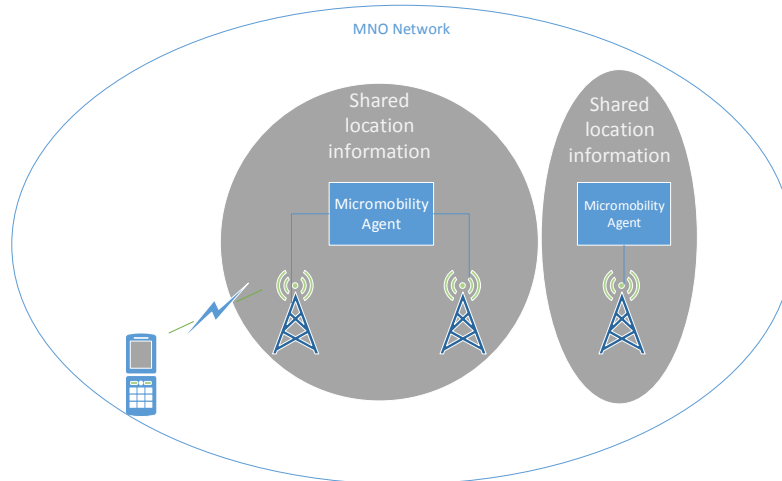 MNO Network
Shared
location
information
Micromobility
Agent
Shared
location
information
Micromobility
Agent